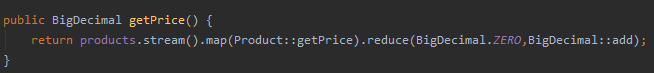 public BigDecimal getPrice() {
return products.stream().map(Product::getPrice).reduce(BigDecimal.ZERO,BigDecimal::add);
}